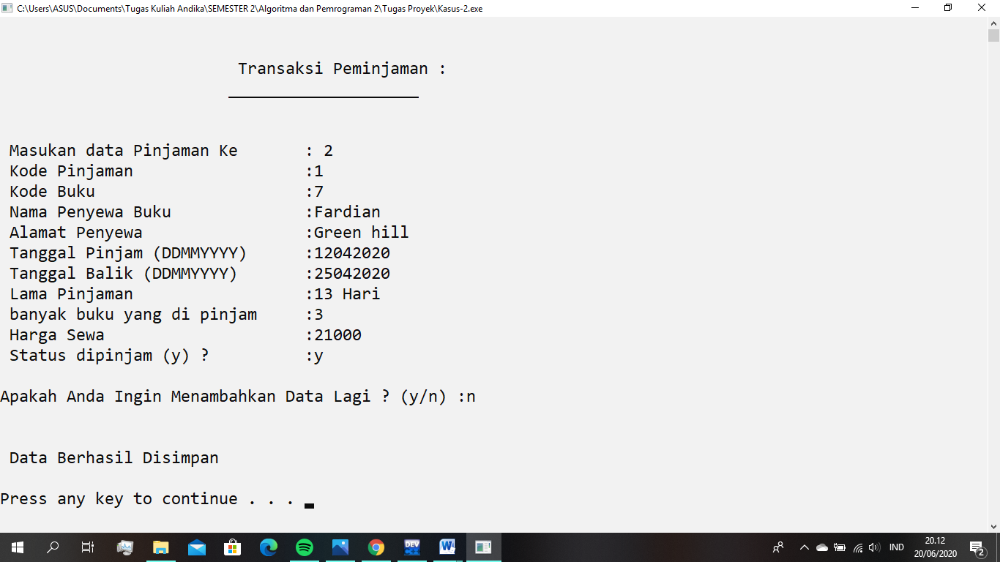 C:\Users\ASUS\Documents\Tugas Kuliah Andika\SEMESTER 2\Algoritma dan Pemrograman 2\Tugas Proyek\Kasus-2.exe
Transaksi Peminjaman :
Masukan data Pinjaman Ke : 2
Kode Pinjaman :1
Kode Buku :7
Nama Penyewa Buku :Fardian
Alamat Penyewa :Green hill
Tanggal Pinjam (DDMMYYYY) :12042020
Tanggal Balik (DDMMYYYY) :25042020
Lama Pinjaman :13 Hari
banyak buku yang di pinjam :3
Harga Sewa :21000
Status dipinjam (y) ? :y
Apakah Anda Ingin Menambahkan Data Lagi ? (y/n) :n
Data Berhasil Disimpan
Press any key to continue . . .
DEV
IND
20.12
20/06/2020
2